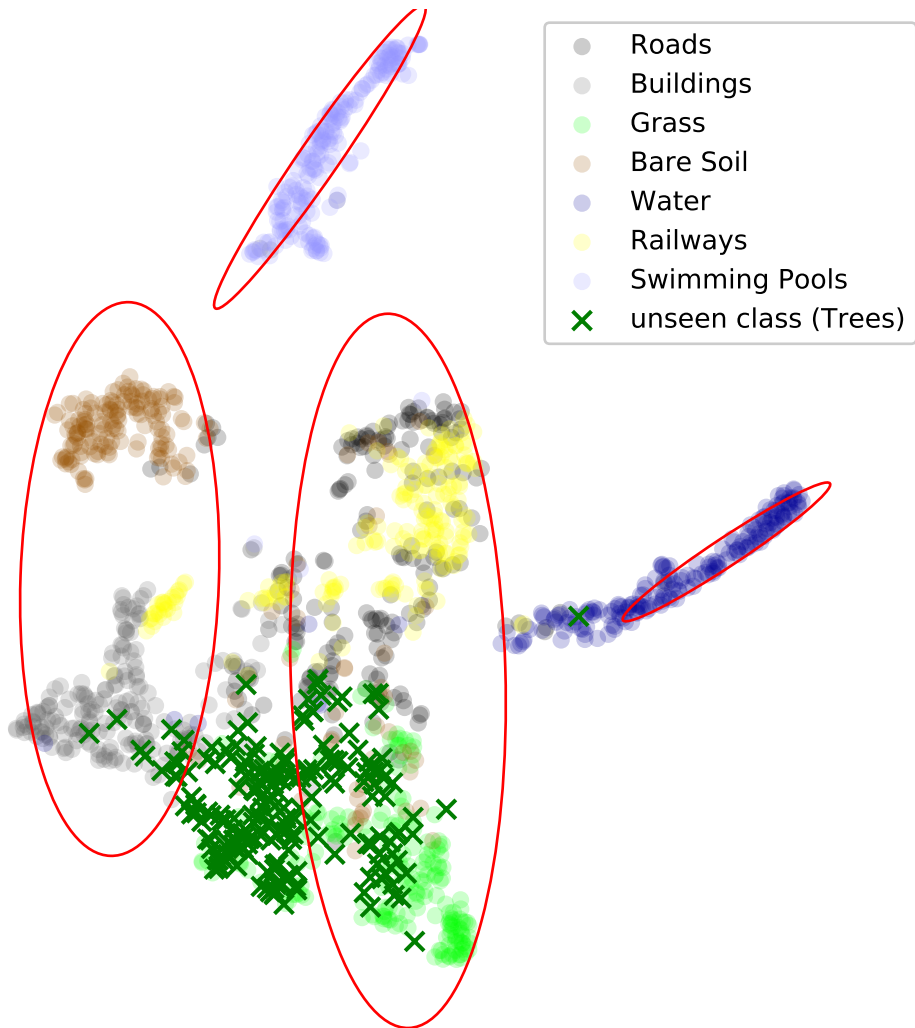 Roads
Buildings
Grass
Bare Soil
Water
Railways
Swimming Pools
unseen class (Trees)